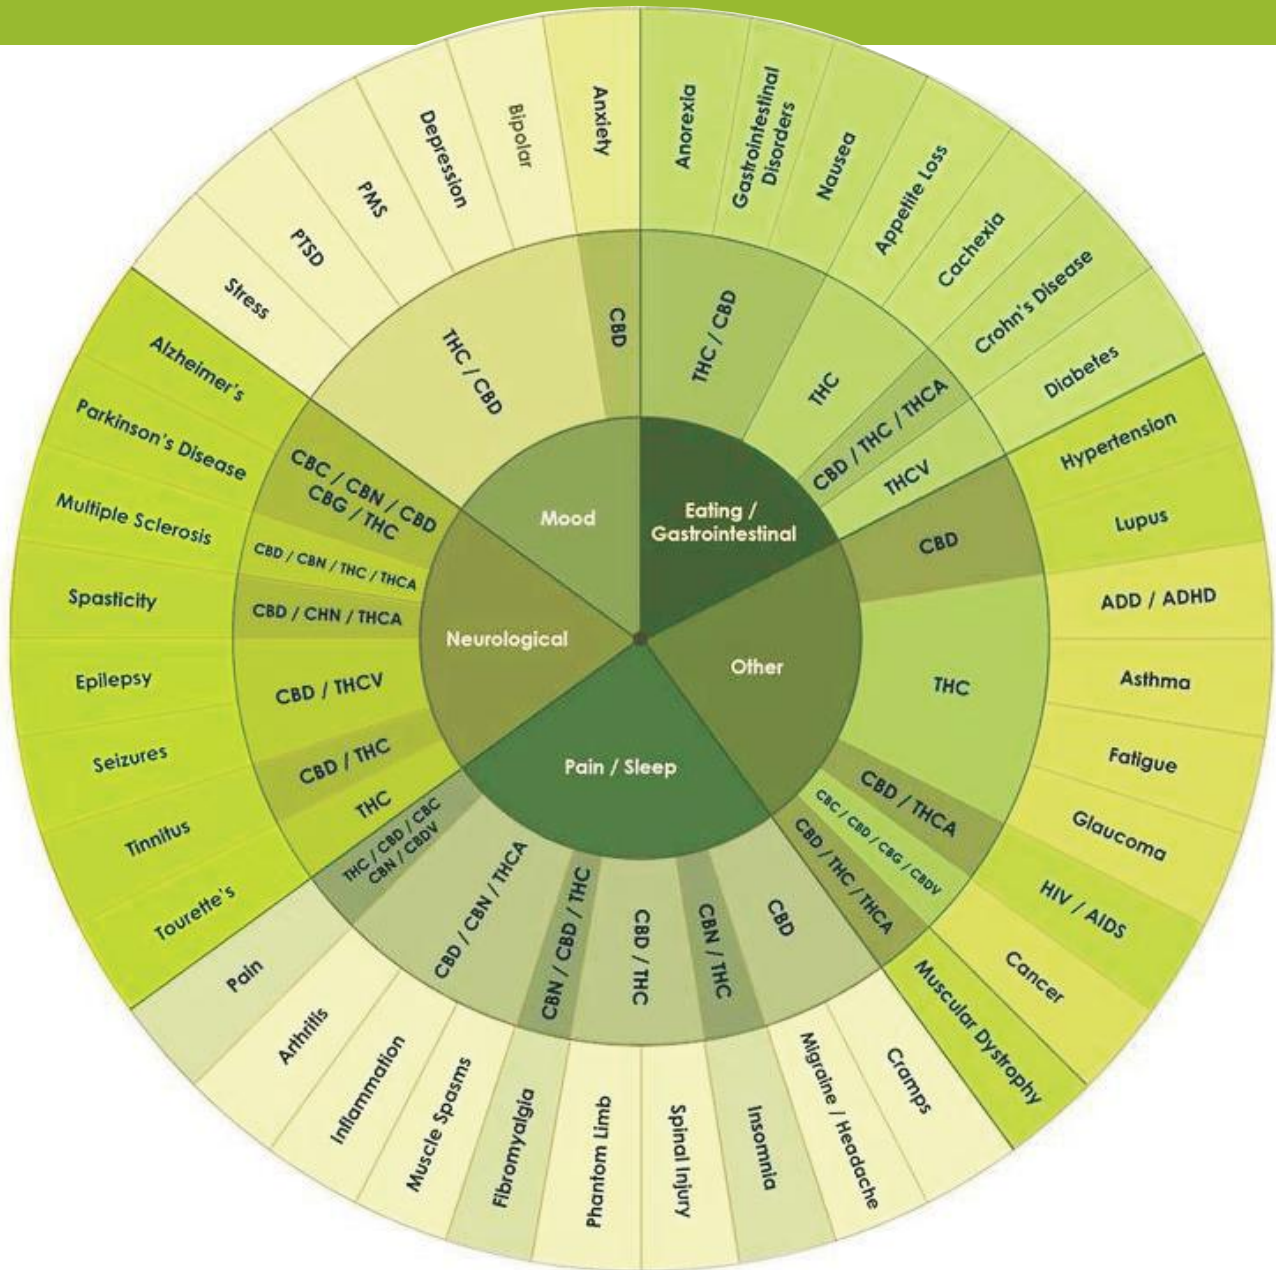 Anxiety
Bipolar
Depression
PMS
PTSD
Stress
THC / CBD
CBD
Mood
Anorexia
Gastrointestinal
Disorders
Nausea
Appetite Loss
Cachexia
Crohn's Disease
Diabetes
THC / CBD
THC
CBD / THC / THCA
THCV
Eating /
Gastrointestinal
Hypertension
Lupus
ADD / ADHD
Asthma
Fatigue
Glaucoma
HIV / AIDS
Cancer
Muscular Dystrophy
CBD
THC
CBD / THCA
CBC / CBD / CBG / CBDV
CBD / THC / THCA
Other
Cramps
Migraine / Headache
Insomnia
Spinal Injury
Phantom Limb
Fibromyalgia
Muscle Spasms
Inflammation
Arthritis
Pain
CBD
CBN / THC
CBD / THC
CBN / CBD / THC
CBD / CBN / THCA
THC / CBD / CBC
CBN / CBDV
Pain / Sleep
Tourette's
Tinnitus
Seizures
Epilepsy
Spasticity
Multiple Sclerosis
Parkinson's Disease
Alzheimer's
THC
CBD / THC
CBD / THCV
CBD / CHN / THCA
CBD / CBN / THC / THCA
CBC / CBN / CBD
CBG / THC
Neurological